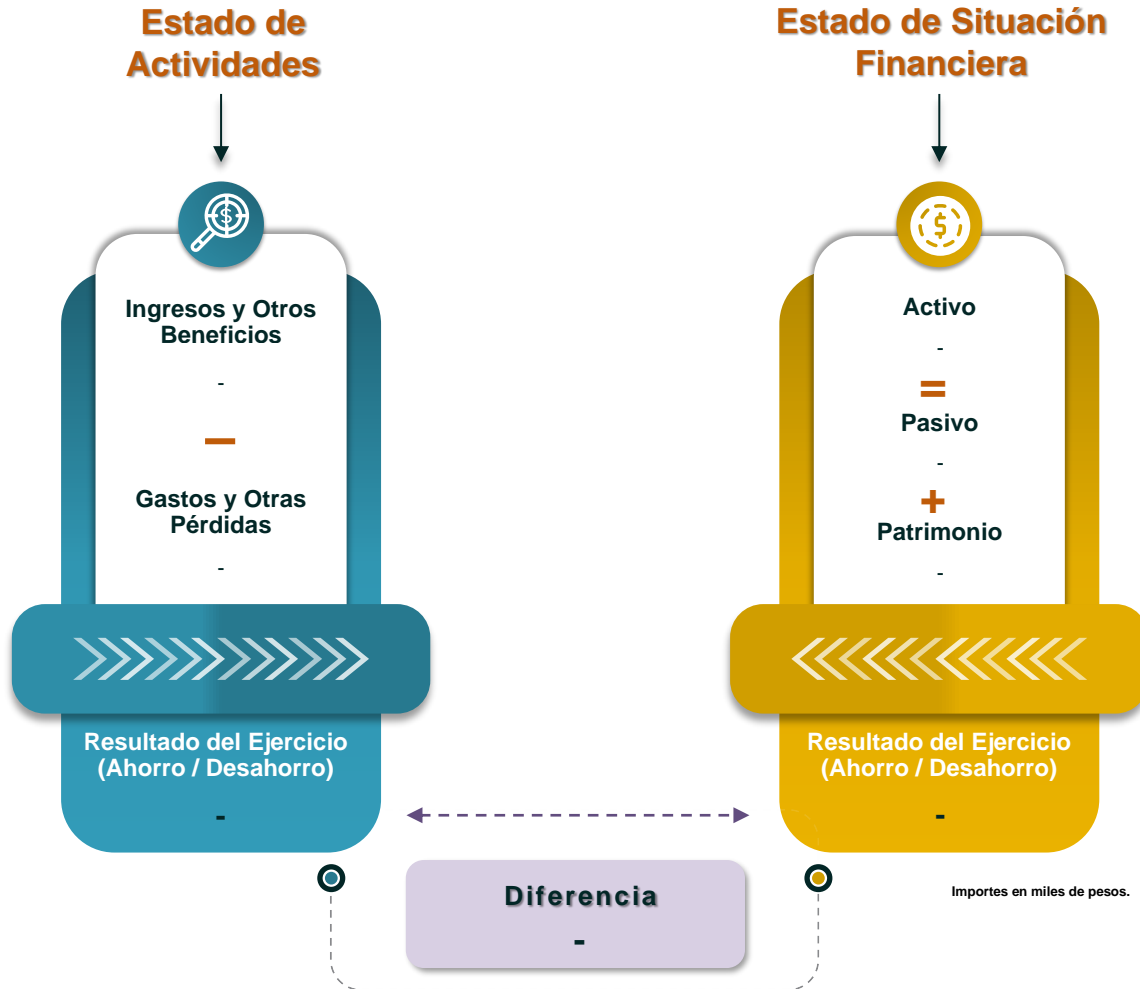 Estado de
Actividades
Ingresos y Otros
Beneficios
-
–
Gastos y Otras
Pérdidas
-
Resultado del Ejercicio
(Ahorro / Desahorro)
-
Estado de Situación
Financiera
Activo
-
=
Pasivo
-
+
Patrimonio
-
Resultado del Ejercicio
(Ahorro / Desahorro)
-
Diferencia
-
Importes en miles de pesos.